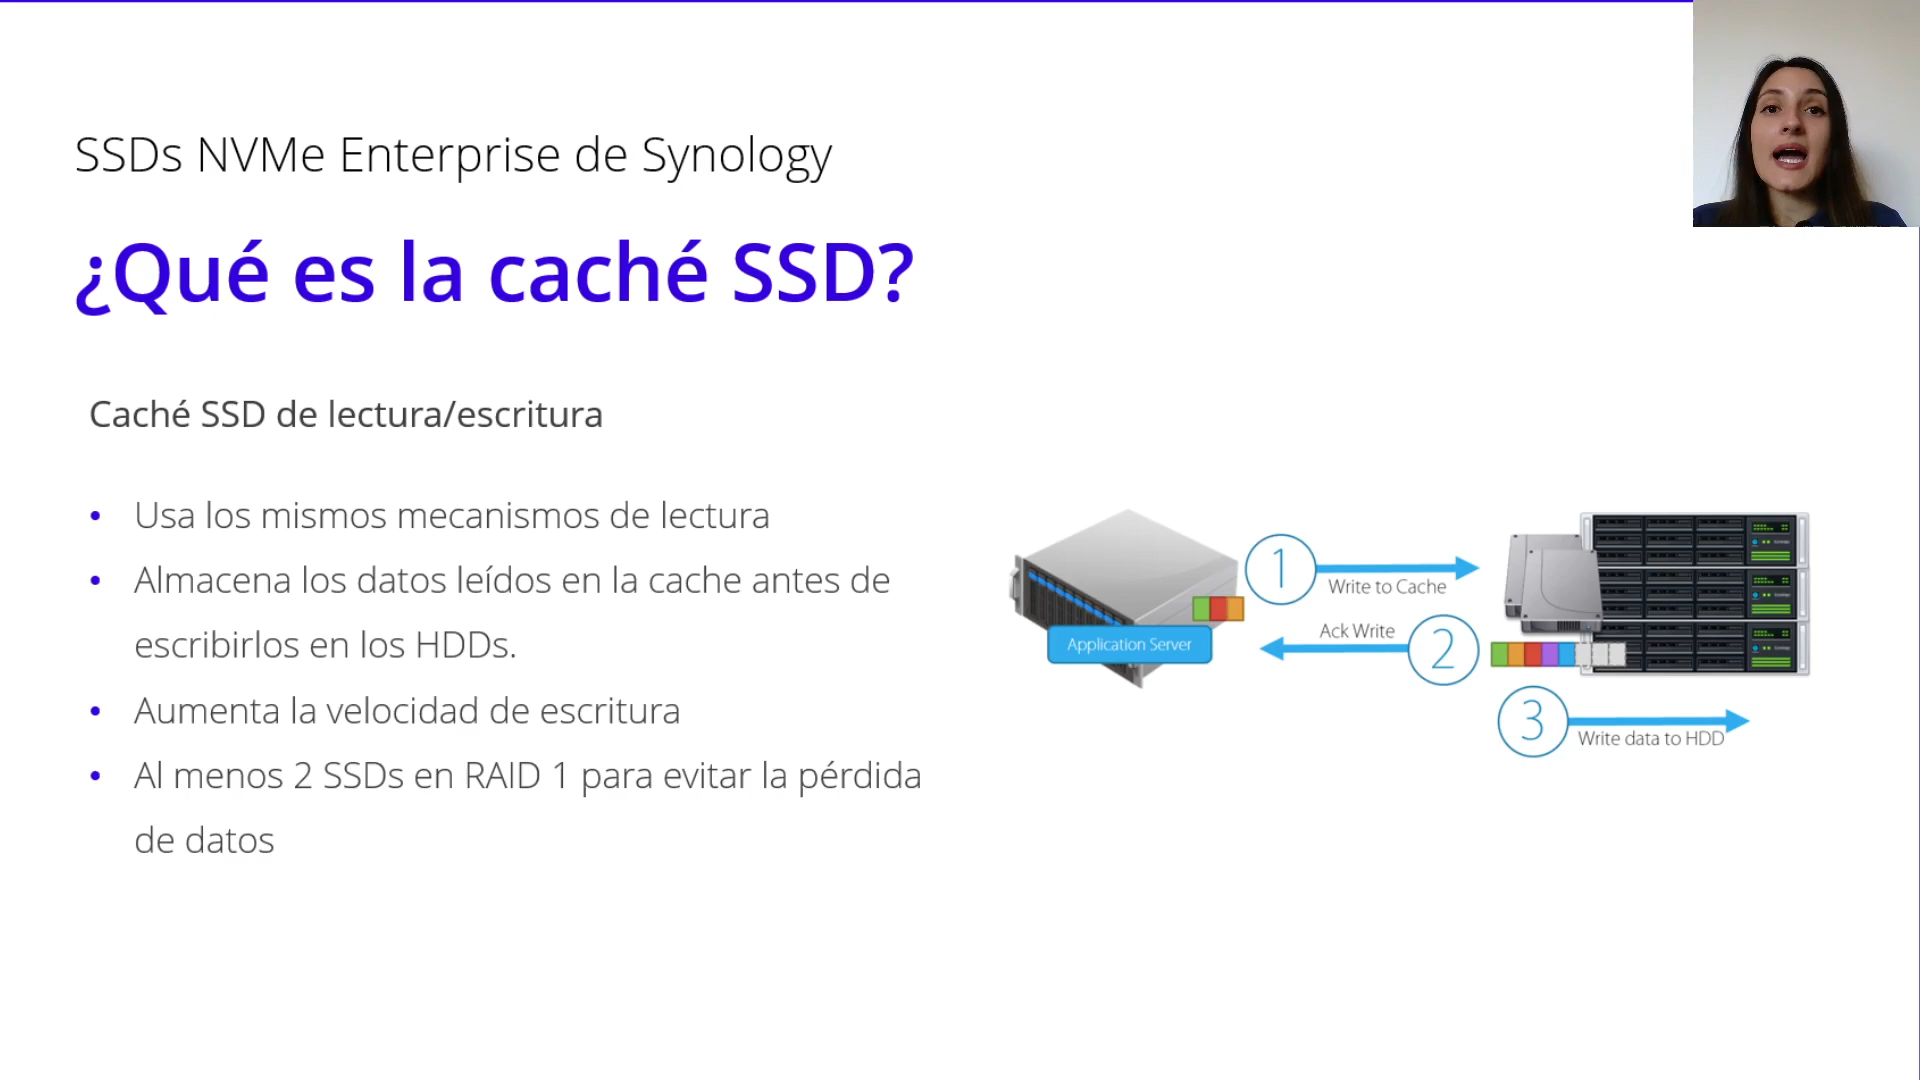 SSDs NVMe Enterprise de Synology
¿Qué es la caché SSD?
Caché SSD de lectura/escritura
• Usa los mismos mecanismos de lectura
• Almacena los datos leídos en la cache antes de
escribirlos en los HDDs.
• Aumenta la velocidad de escritura
• Al menos 2 SSDs en RAID 1 para evitar la pérdida
de datos
1
Write to Cache
Application Server
Ack Write
2
3
Write data to HDD